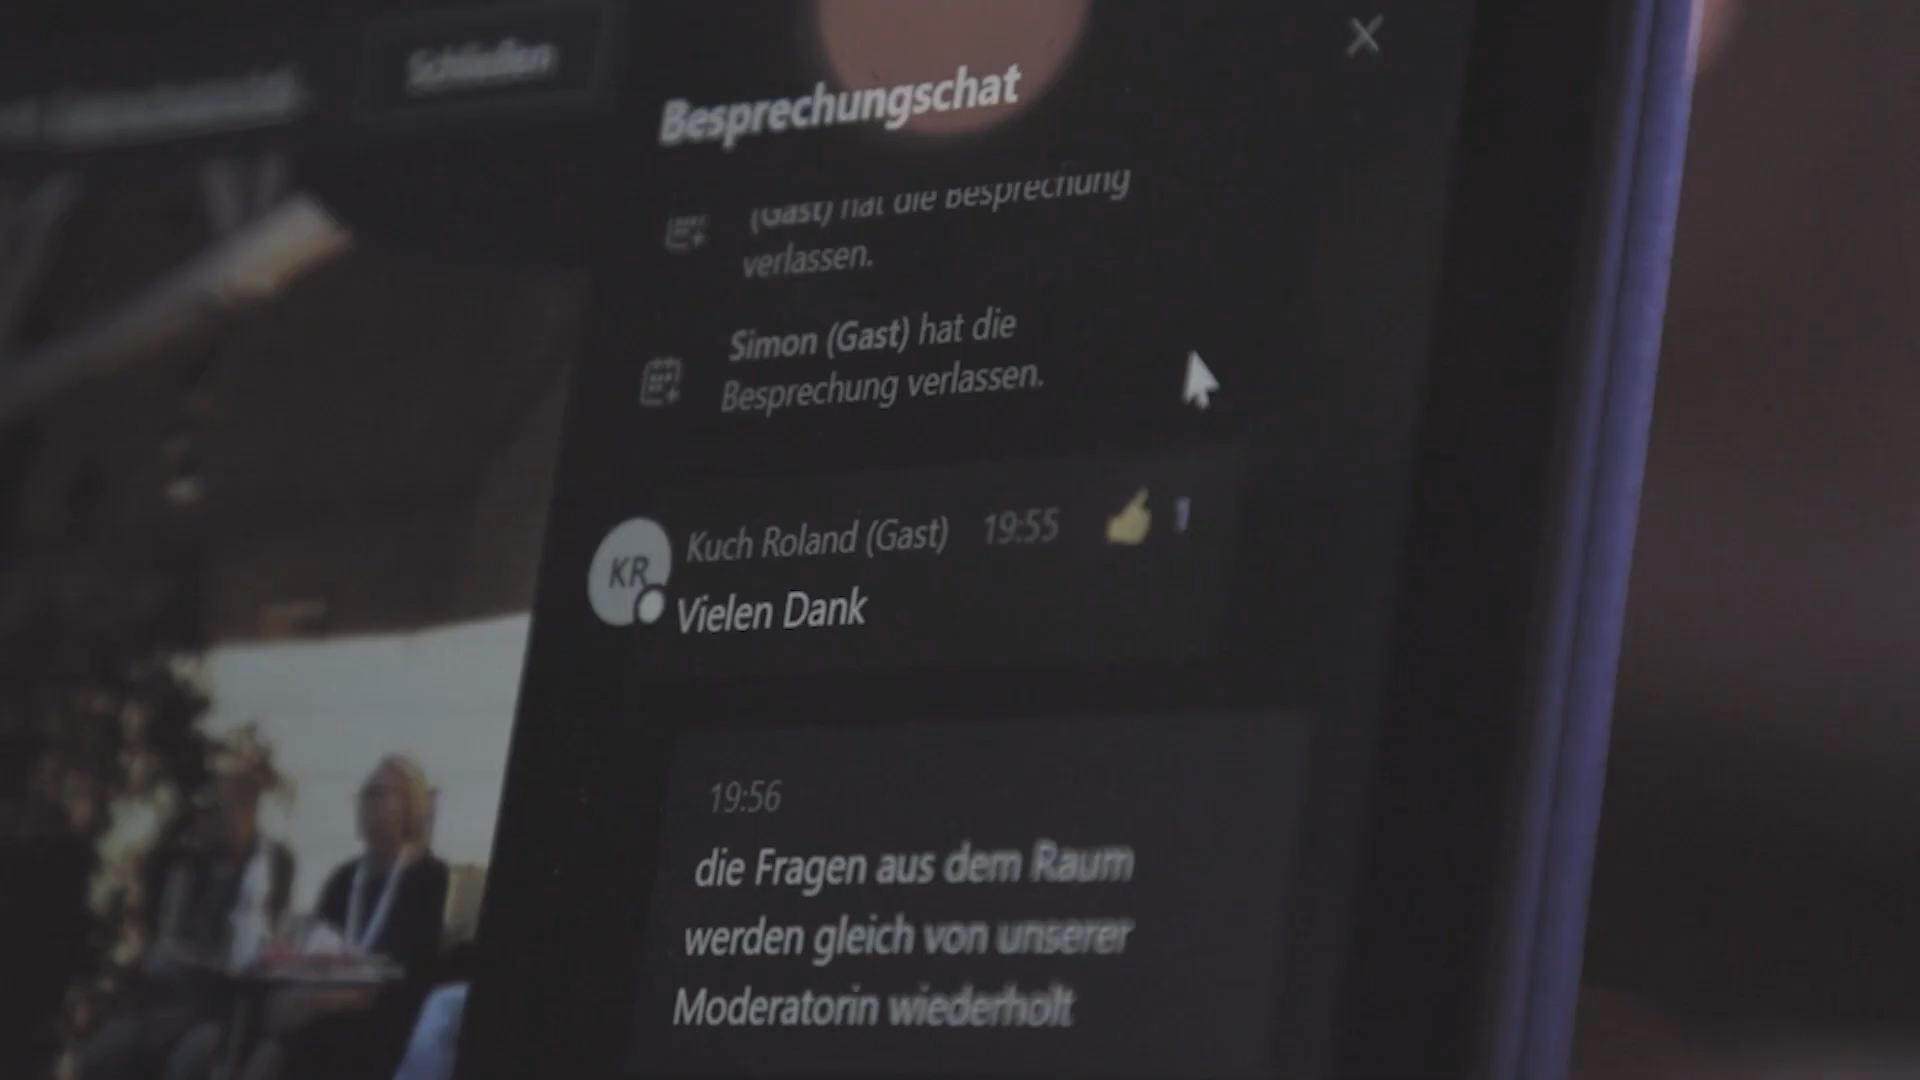 Schließen
Besprechungschat
(Gast) hat die Besprechung
verlassen.
Simon (Gast) hat die
Besprechung verlassen.
KR
Kuch Roland (Gast) 19:55 👍 1
Vielen Dank
19:56
die Fragen aus dem Raum
werden gleich von unserer
Moderatorin wiederholt